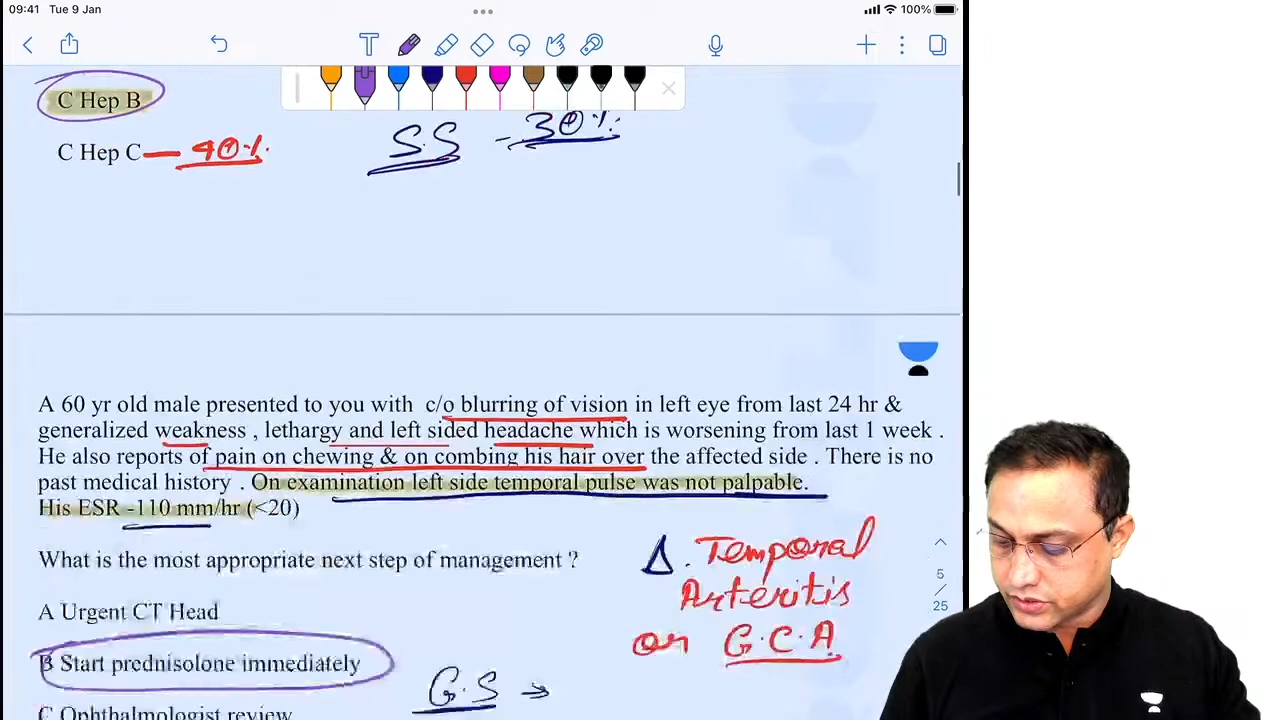 09:41 Tue 9 Jan
100%
T
C Hep B
C Hep C — 40%
S.S - 30%
A 60 yr old male presented to you with c/o blurring of vision in left eye from last 24 hr &
generalized weakness , lethargy and left sided headache which is worsening from last 1 week .
He also reports of pain on chewing & on combing his hair over the affected side . There is no
past medical history . On examination left side temporal pulse was not palpable.
His ESR -110 mm/hr (<20)
What is the most appropriate next step of management ?
Δ. Temporal
Arteritis
or G.C.A
5
/
25
A Urgent CT Head
B Start prednisolone immediately
G.S →
C Ophthalmologist review